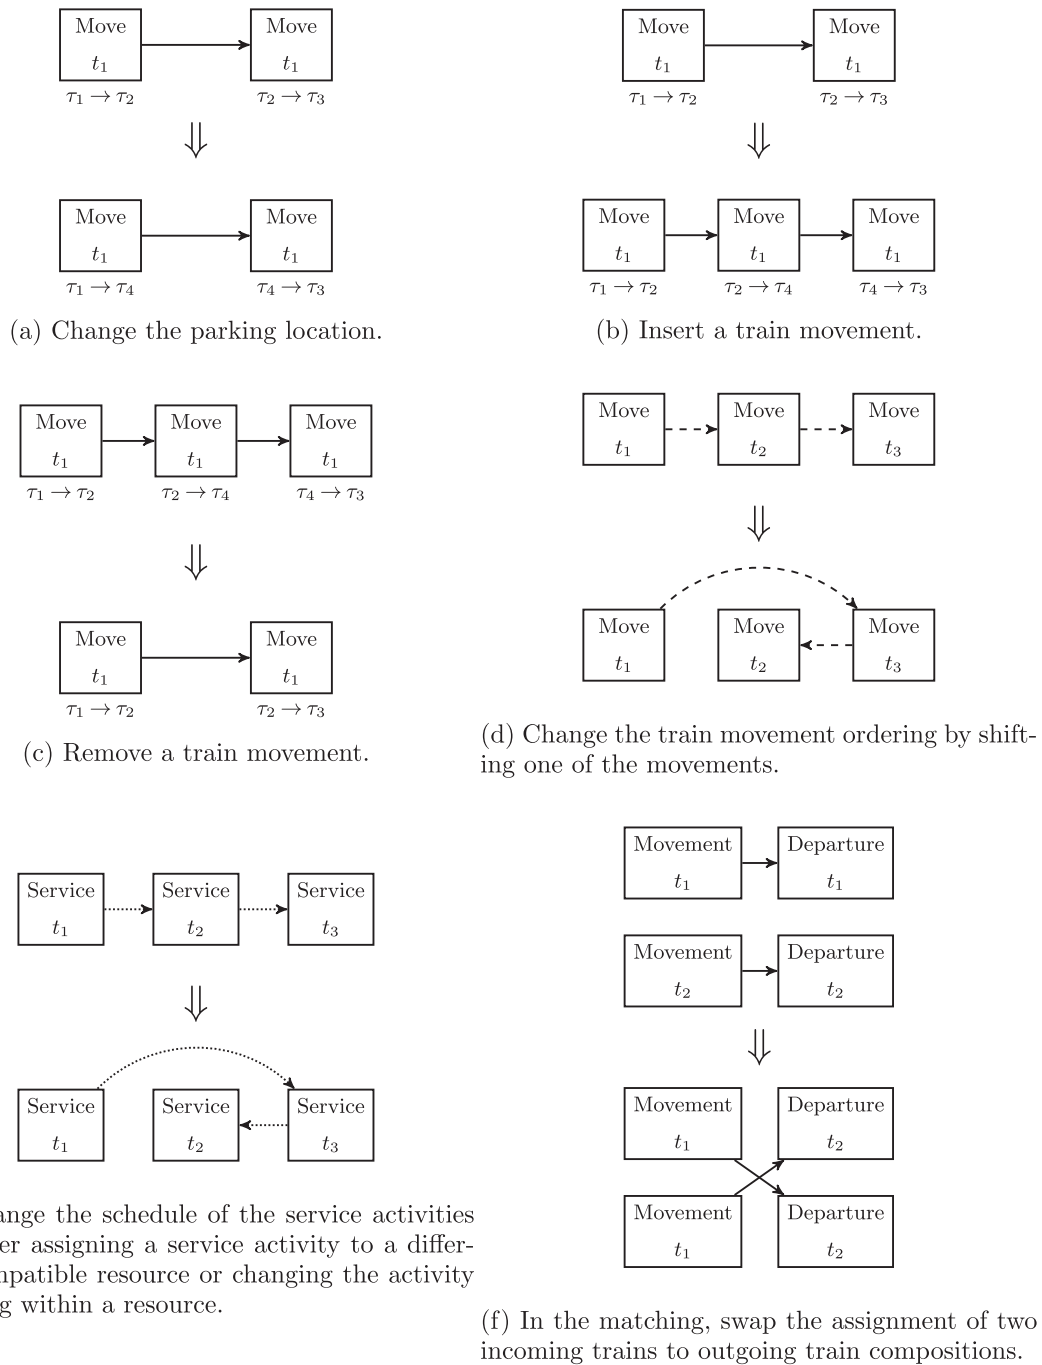 Move Move
t₁ t₁
τ₁ → τ₂ τ₂ → τ₃
Move Move
t₁ t₁
τ₁ → τ₄ τ₄ → τ₃
(a) Change the parking location.
Move Move
t₁ t₁
τ₁ → τ₂ τ₂ → τ₃
Move Move Move
t₁ t₁ t₁
τ₁ → τ₂ τ₂ → τ₄ τ₄ → τ₃
(b) Insert a train movement.
Move Move Move
t₁ t₁ t₁
τ₁ → τ₂ τ₂ → τ₄ τ₄ → τ₃
Move Move
t₁ t₁
τ₁ → τ₂ τ₂ → τ₃
(c) Remove a train movement.
Move Move Move
t₁ t₂ t₃
Move Move Move
t₁ t₂ t₃
(d) Change the train movement ordering by shift-
ing one of the movements.
Service Service Service
t₁ t₂ t₃
Service Service Service
t₁ t₂ t₃
ange the schedule of the service activities
er assigning a service activity to a differ-
mpatible resource or changing the activity
g within a resource.
Movement Departure
t₁ t₁
Movement Departure
t₂ t₂
Movement Departure
t₁ t₂
Movement Departure
t₁ t₂
(f) In the matching, swap the assignment of two
incoming trains to outgoing train compositions.